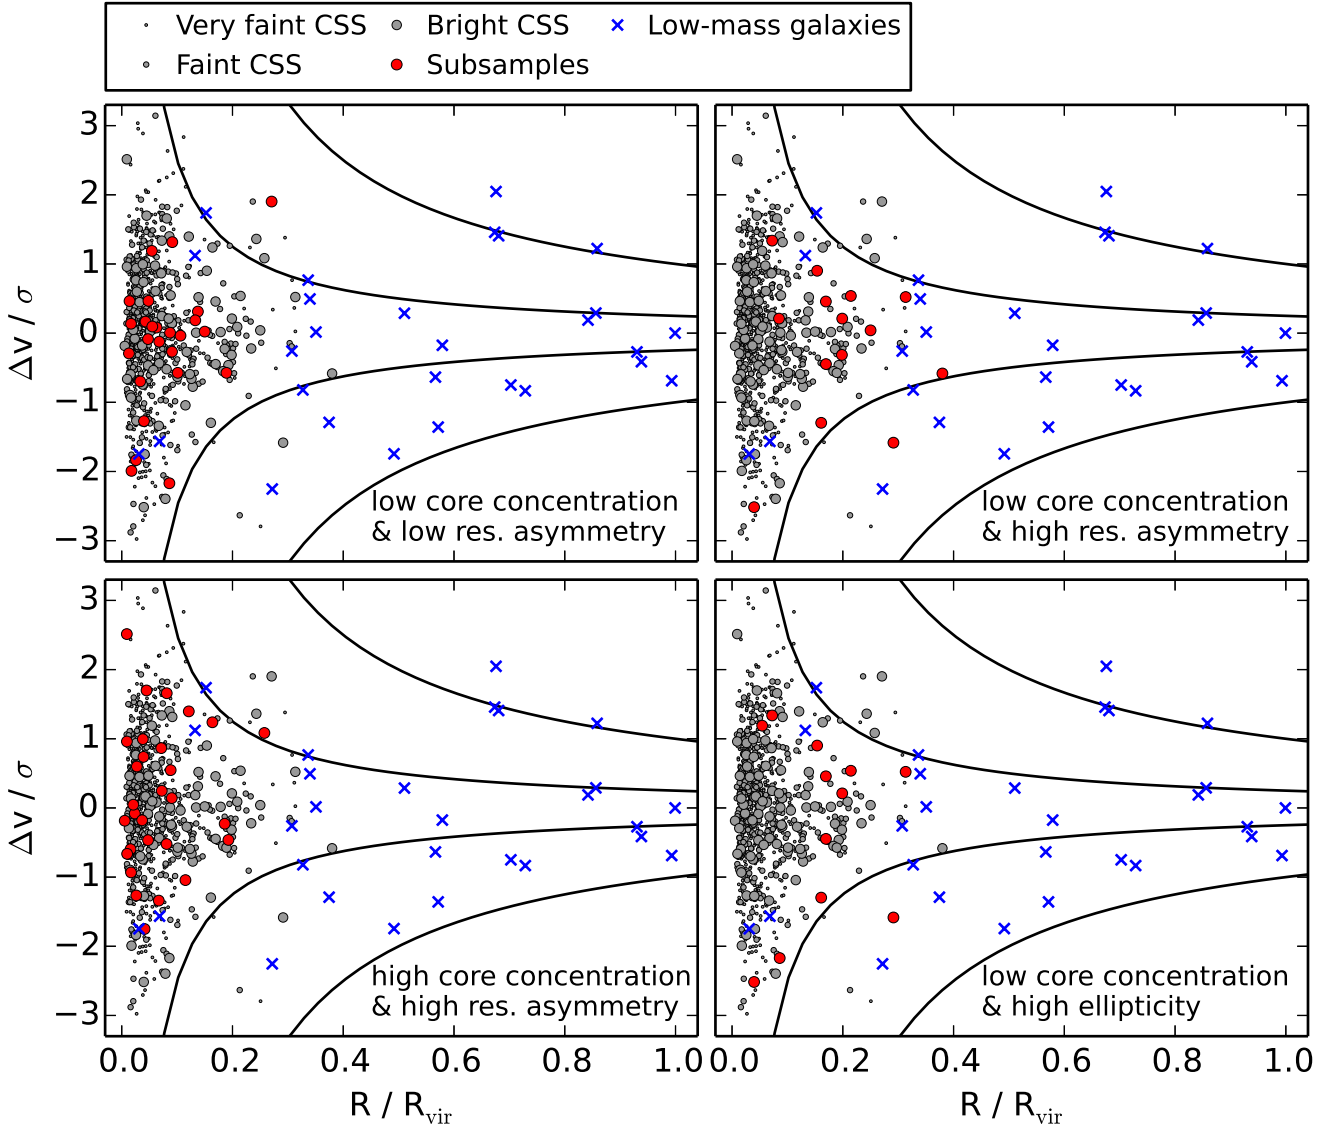 Very faint CSS
Bright CSS
Low-mass galaxies
Faint CSS
Subsamples
3
2
1
0
−1
−2
−3
Δv / σ
low core concentration
& low res. asymmetry
low core concentration
& high res. asymmetry
3
2
1
0
−1
−2
−3
Δv / σ
high core concentration
& high res. asymmetry
low core concentration
& high ellipticity
0.0 0.2 0.4 0.6 0.8 1.0
0.0 0.2 0.4 0.6 0.8 1.0
R / Rvir
R / Rvir